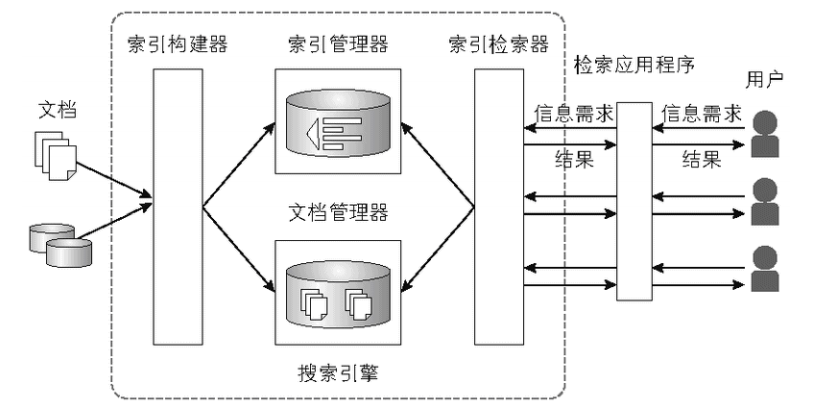 索引构建器
索引管理器
索引检索器
检索应用程序
用户
文档
信息需求
信息需求
结果
结果
文档管理器
搜索引擎